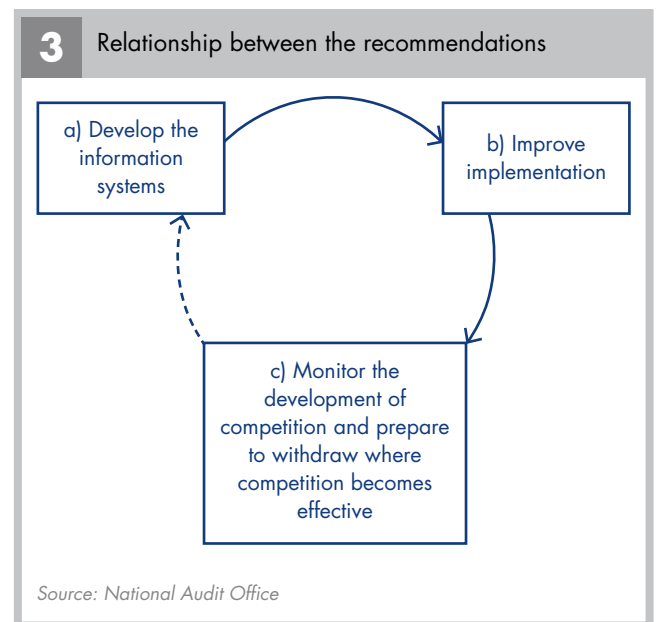 3 Relationship between the recommendations
a) Develop the
information
systems
b) Improve
implementation
c) Monitor the
development of
competition and prepare
to withdraw where
competition becomes
effective
Source: National Audit Office